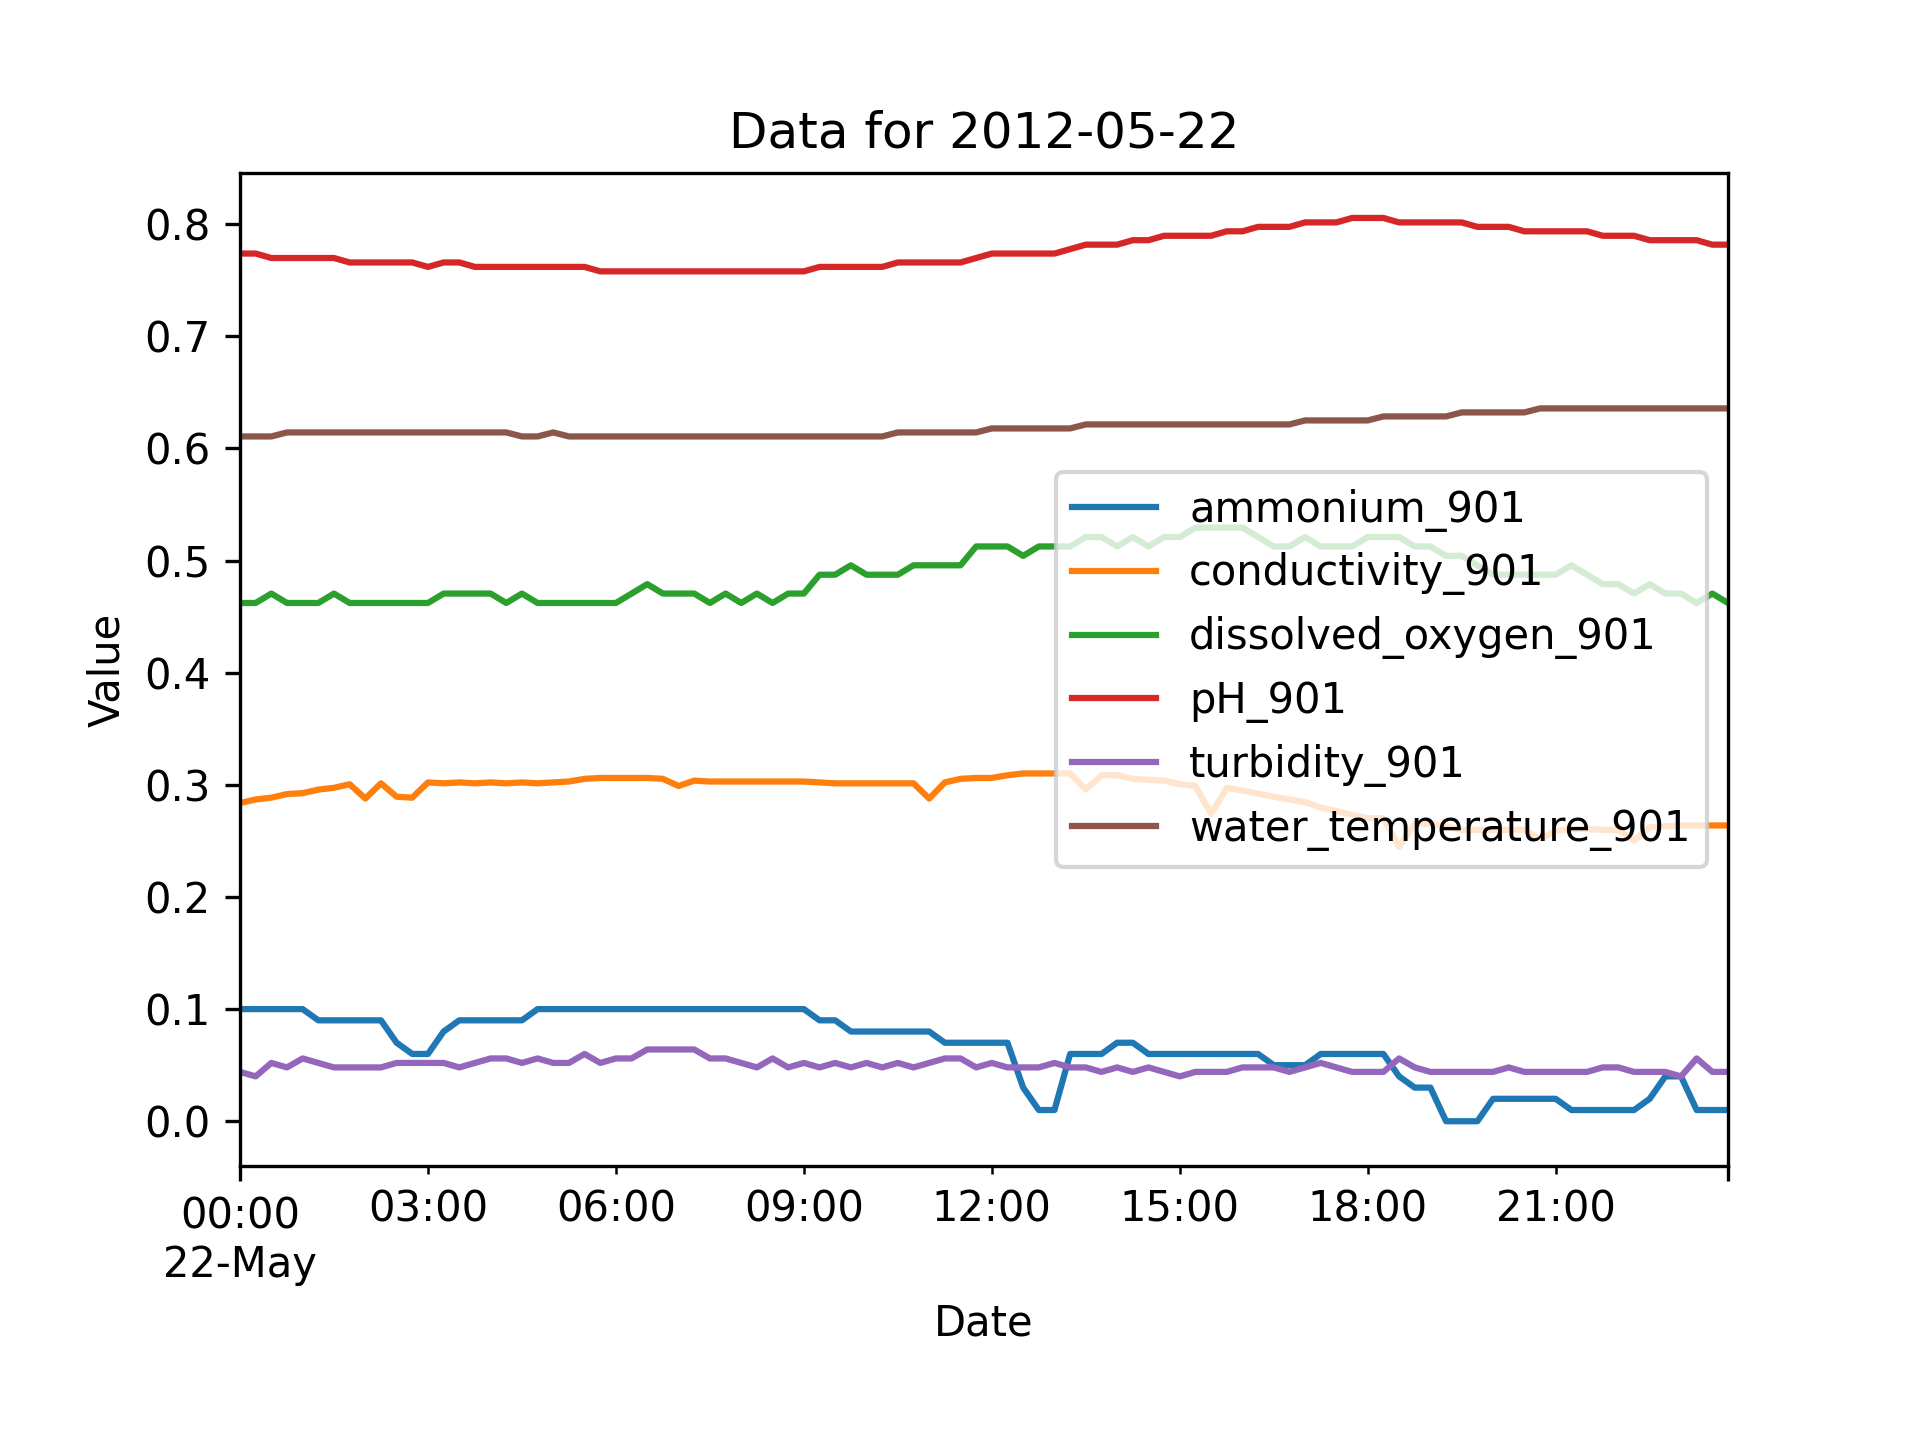 Data for 2012-05-22
0.8
0.7
0.6
0.5
0.4
0.3
0.2
0.1
0.0
Value
ammonium_901
conductivity_901
dissolved_oxygen_901
pH_901
turbidity_901
water_temperature_901
00:00 03:00 06:00 09:00 12:00 15:00 18:00 21:00
22-May
Date